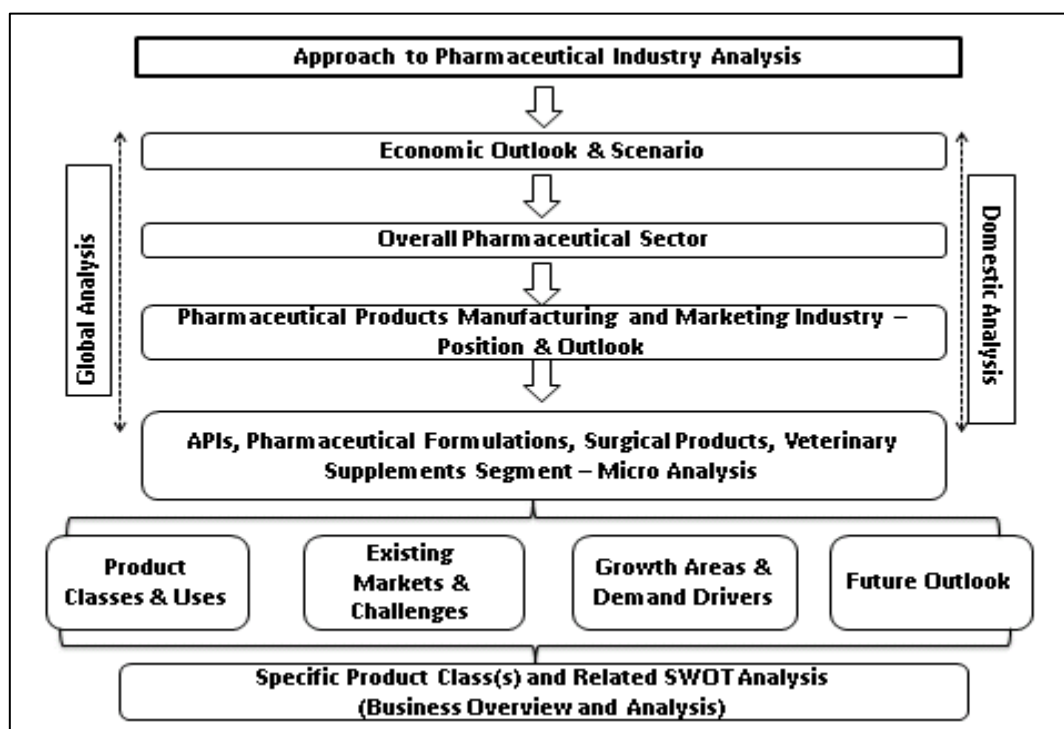 Approach to Pharmaceutical Industry Analysis
Economic Outlook & Scenario
Overall Pharmaceutical Sector
Pharmaceutical Products Manufacturing and Marketing Industry –
Position & Outlook
Global Analysis
Domestic Analysis
APIs, Pharmaceutical Formulations, Surgical Products, Veterinary
Supplements Segment – Micro Analysis
Product
Classes & Uses
Existing
Markets &
Challenges
Growth Areas &
Demand Drivers
Future Outlook
Specific Product Class(s) and Related SWOT Analysis
(Business Overview and Analysis)